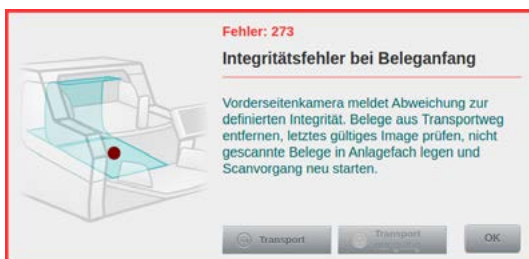 Fehler: 273
Integritätsfehler bei Beleganfang
Vorderseitenkamera meldet Abweichung zur
definierten Integrität. Belege aus Transportweg
entfernen, letztes gültiges Image prüfen, nicht
gescannte Belege in Anlagefach legen und
Scanvorgang neu starten.
Transport
Transport
OK